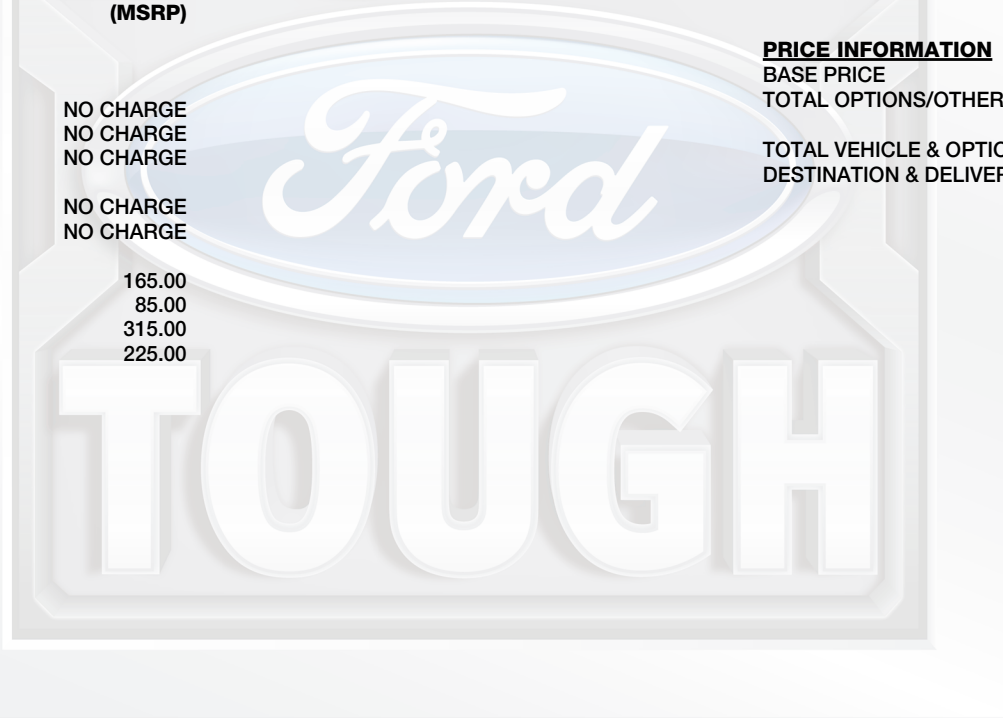 (MSRP)
NO CHARGE
NO CHARGE
NO CHARGE
NO CHARGE
NO CHARGE
165.00
85.00
315.00
225.00
PRICE INFORMATION
BASE PRICE
TOTAL OPTIONS/OTHER
TOTAL VEHICLE & OPTIO
DESTINATION & DELIVER
Ford
TOUGH